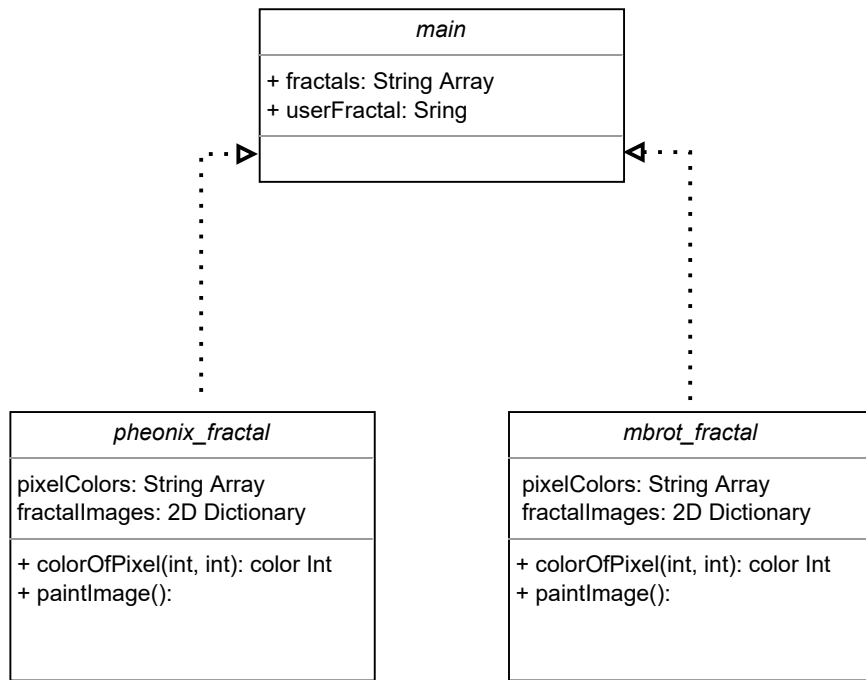 main
+ fractals: String Array
+ userFractal: Sring
pheonix_fractal
pixelColors: String Array
fractalImages: 2D Dictionary
+ colorOfPixel(int, int): color Int
+ paintImage():
mbrot_fractal
pixelColors: String Array
fractalImages: 2D Dictionary
+ colorOfPixel(int, int): color Int
+ paintImage():